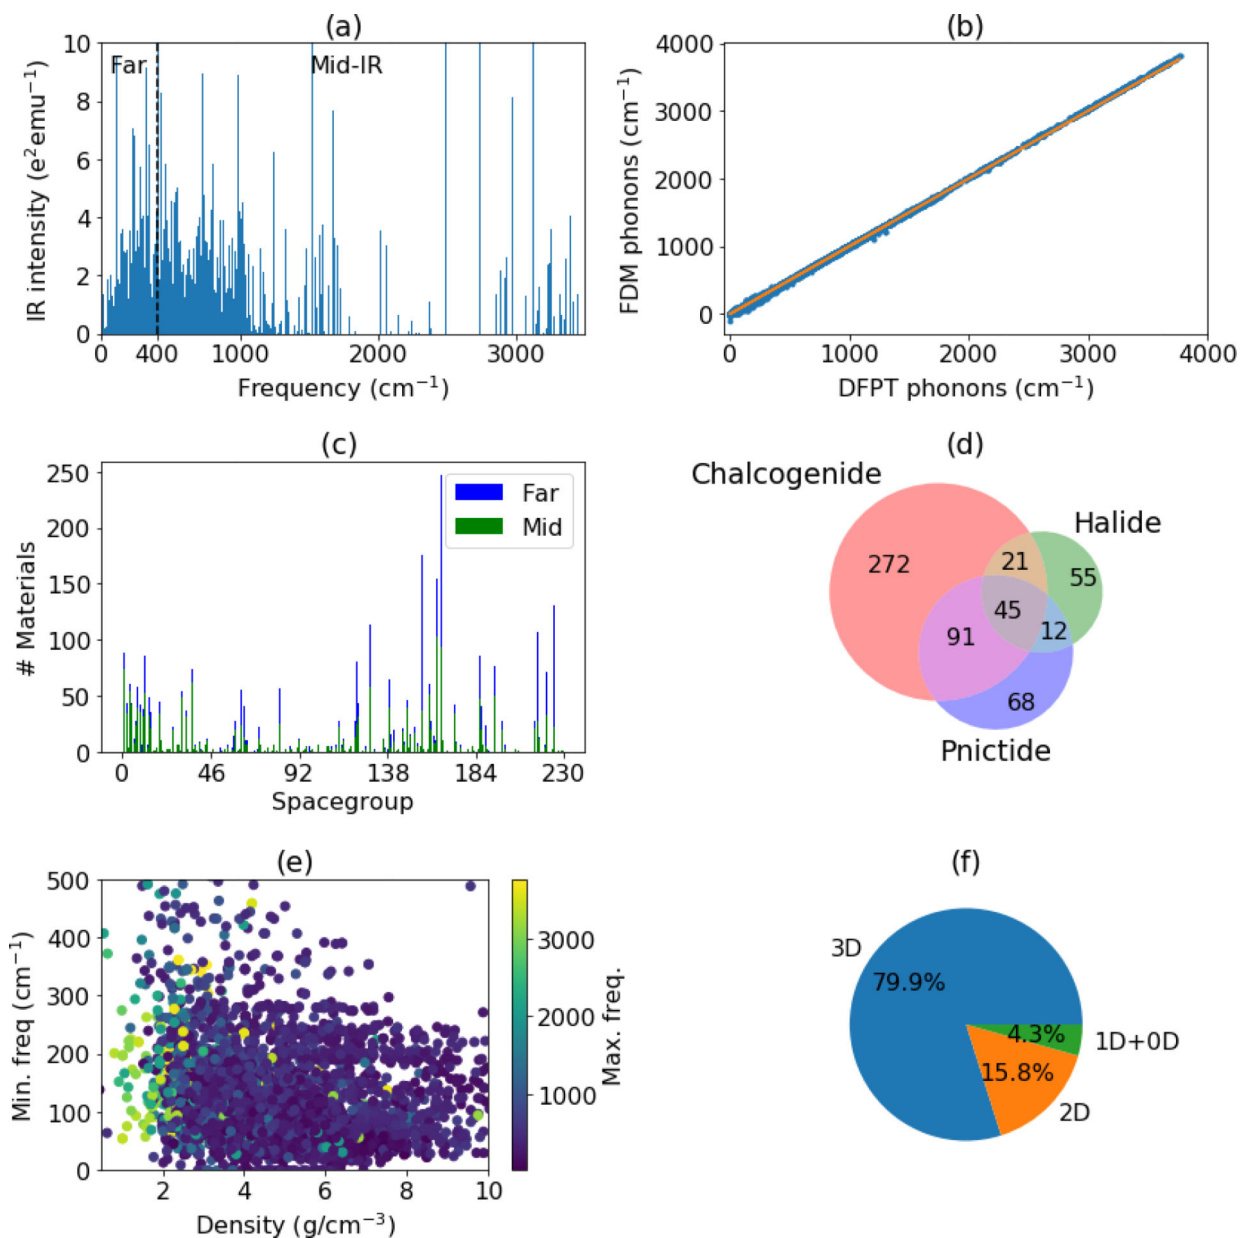 (a)
10
8
6
4
2
0
IR intensity (e²emu⁻¹)
Far
Mid-IR
0 400 1000 2000 3000
Frequency (cm⁻¹)
(b)
4000
3000
2000
1000
0
FDM phonons (cm⁻¹)
0 1000 2000 3000 4000
DFPT phonons (cm⁻¹)
(c)
250
200
150
100
50
0
# Materials
Far
Mid
0 46 92 138 184 230
Spacegroup
(d)
Chalcogenide
Halide
272
21
55
45
91
12
68
Pnictide
(e)
500
400
300
200
100
0
Min. freq (cm⁻¹)
2 4 6 8 10
Density (g/cm⁻³)
3000
2000
1000
Max. freq.
(f)
3D
79.9%
4.3%
1D+0D
15.8%
2D